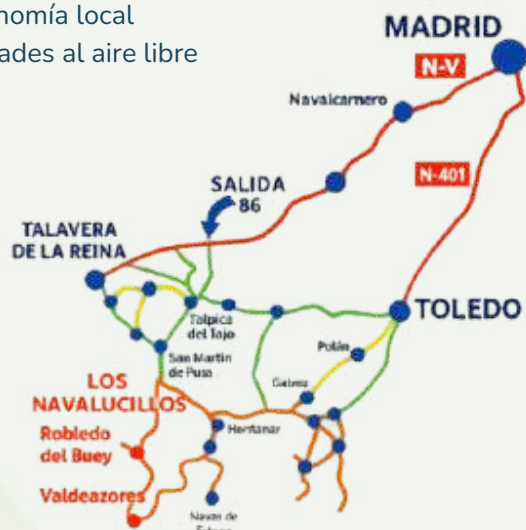 nomía local
ades al aire libre
MADRID
N-V
Navalcarnero
N-401
SALIDA
86
TALAVERA
DE LA REINA
TOLEDO
Talpica
del Tajo
Polán
San Martín
de Pusa
LOS
NAVALUCILLOS
Galvez
Hontanar
Robledo
del Buey
Valdeazores
Navas de